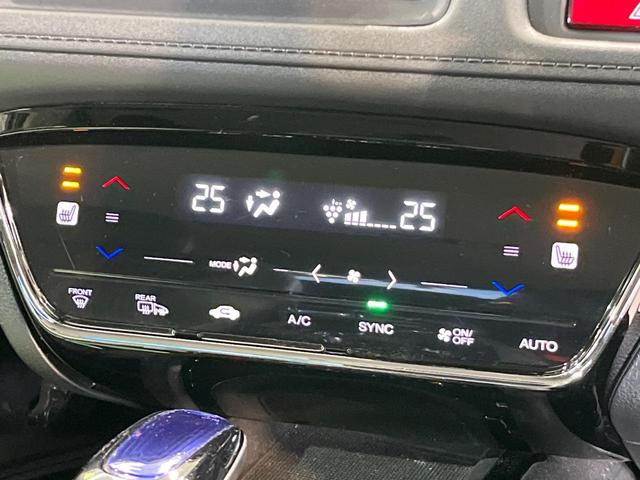 25 25
MODE
FRONT REAR A/C SYNC ON/OFF AUTO